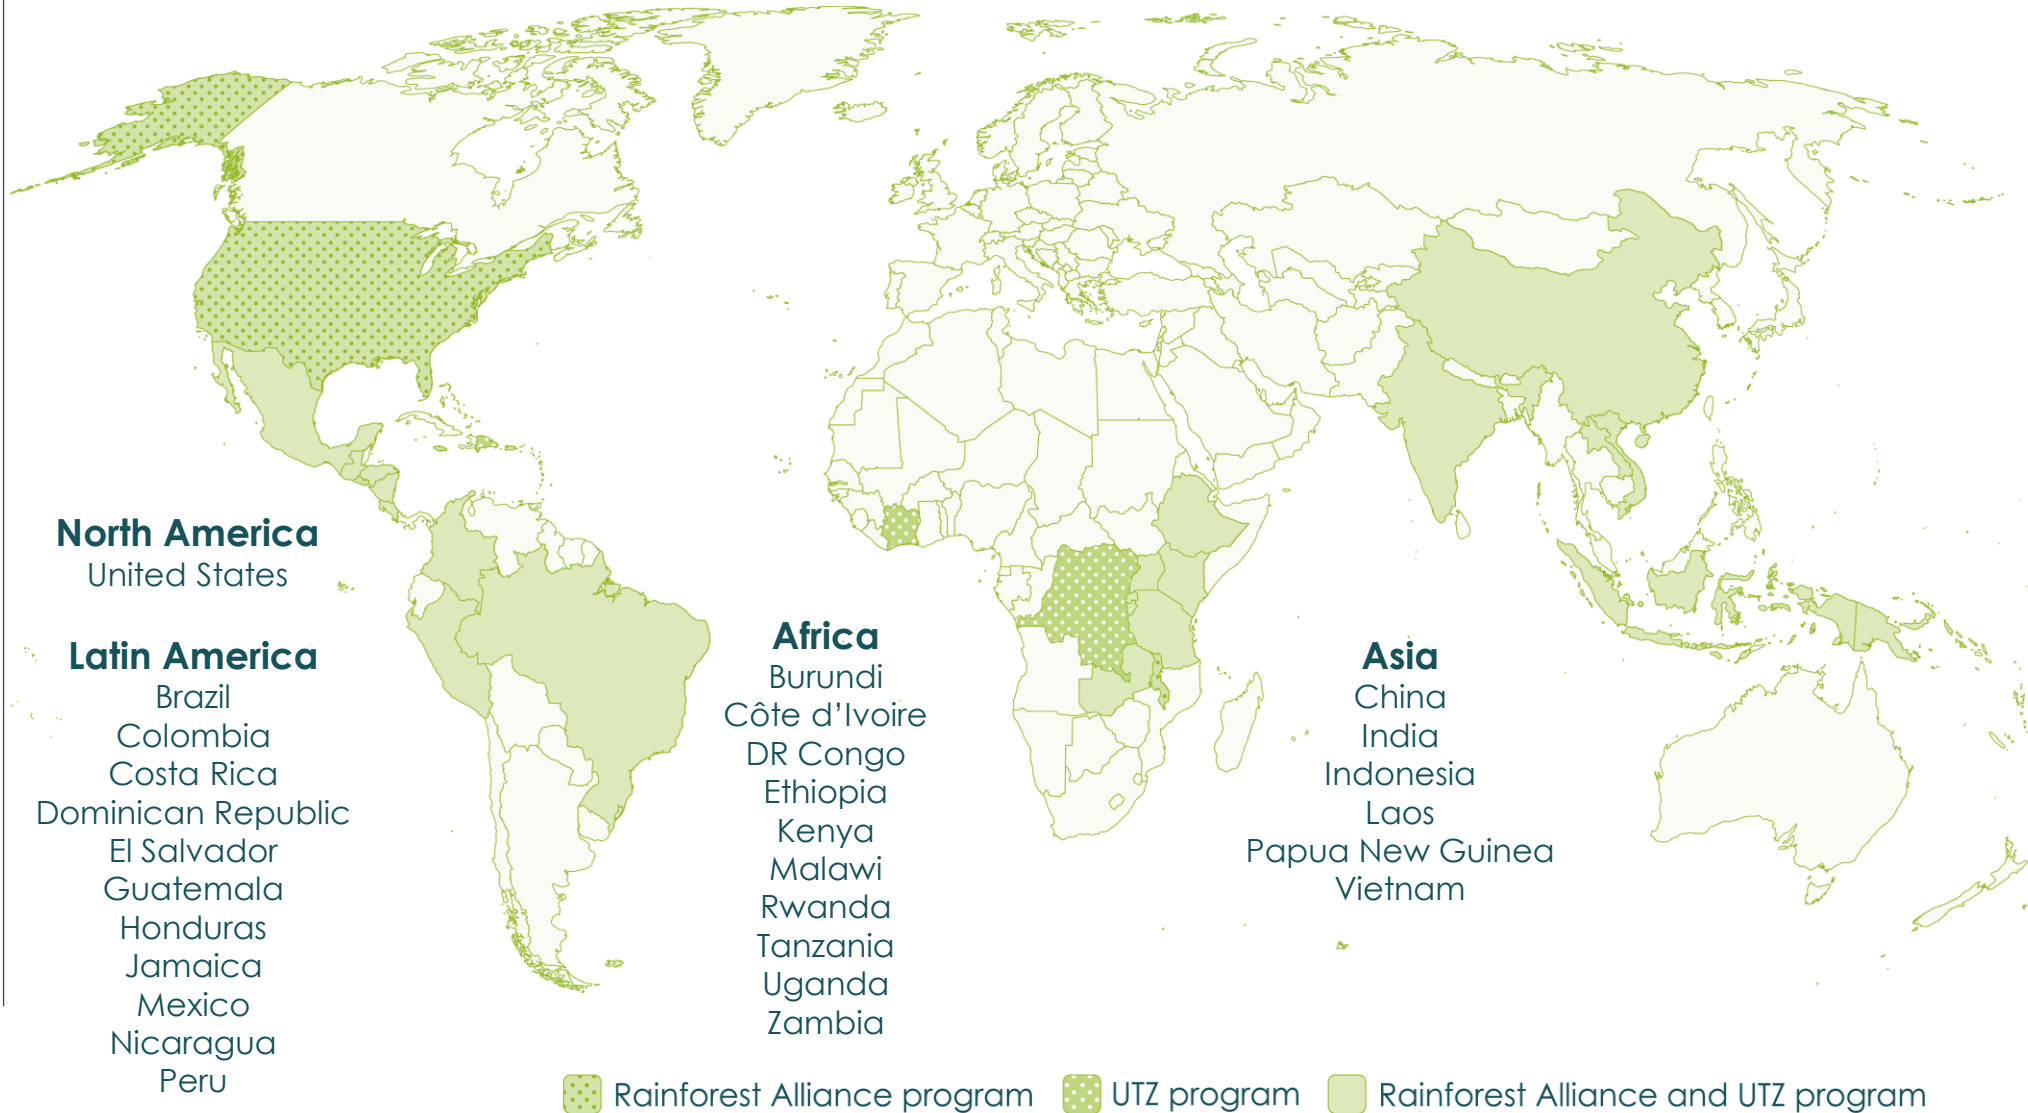 North America
United States
Latin America
Brazil
Colombia
Costa Rica
Dominican Republic
El Salvador
Guatemala
Honduras
Jamaica
Mexico
Nicaragua
Peru
Africa
Burundi
Côte d’Ivoire
DR Congo
Ethiopia
Kenya
Malawi
Rwanda
Tanzania
Uganda
Zambia
Asia
China
India
Indonesia
Laos
Papua New Guinea
Vietnam
Rainforest Alliance program
UTZ program
Rainforest Alliance and UTZ program